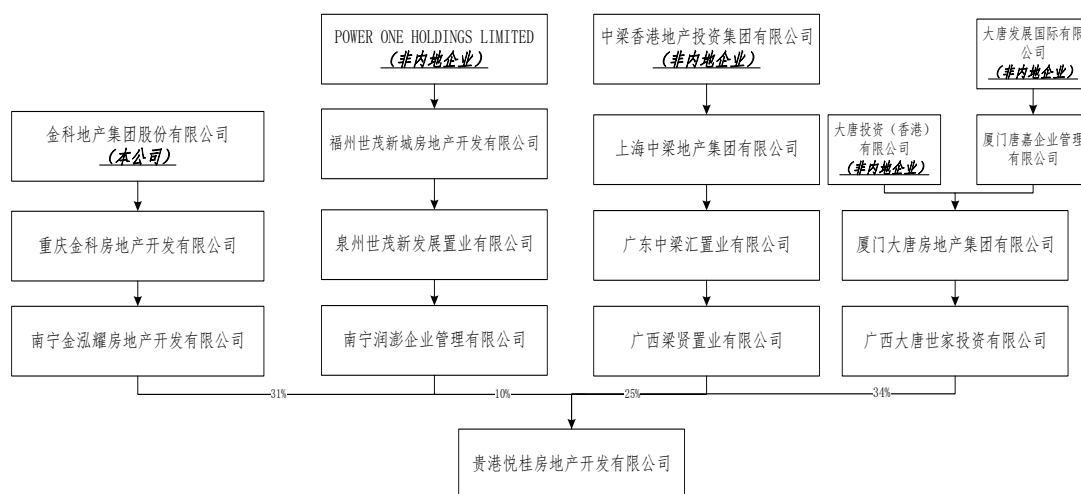 POWER ONE HOLDINGS LIMITED
(非内地企业)
中梁香港地产投资集团有限公司
(非内地企业)
大唐发展国际有限公司
公司
(非内地企业)
金科地产集团股份有限公司
(本公司)
福州世茂新城房地产开发有限公司
上海中梁地产集团有限公司
大唐投资（香港）
有限公司
(非内地企业)
厦门唐嘉企业管理
有限公司
重庆金科房地产开发有限公司
泉州世茂新发展置业有限公司
广东中梁汇置业有限公司
厦门大唐房地产集团有限公司
南宁金泓耀房地产开发有限公司
南宁润澎企业管理有限公司
广西梁贤置业有限公司
广西大唐世家投资有限公司
31%
10%
25%
34%
贵港悦桂房地产开发有限公司